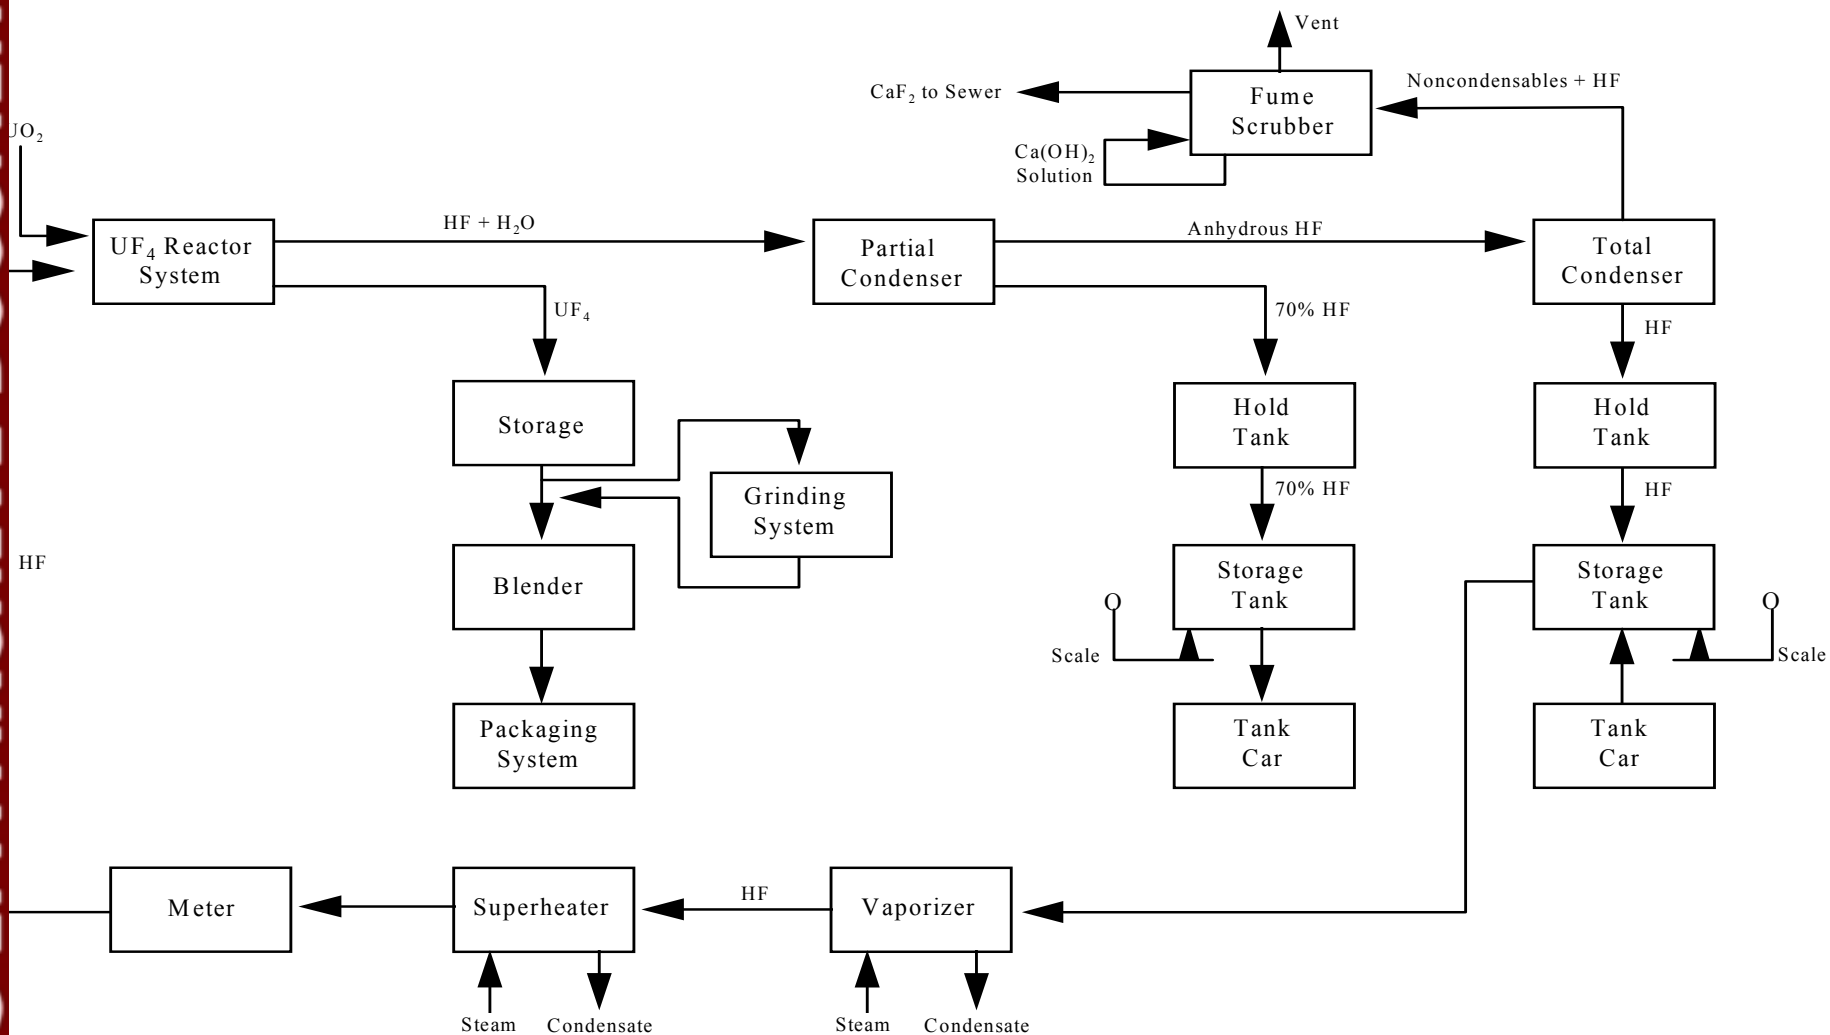 Vent
Noncondensables + HF
CaF₂ to Sewer
Fume
Scrubber
UO₂
Ca(OH)₂
Solution
HF + H₂O
Anhydrous HF
UF₄ Reactor
System
Partial
Condenser
Total
Condenser
UF₄
70% HF
HF
Storage
Hold
Tank
Hold
Tank
Grinding
System
70% HF
HF
HF
Blender
Storage
Tank
Storage
Tank
O
O
Scale
Scale
Packaging
System
Tank
Car
Tank
Car
Meter
Superheater
HF
Vaporizer
Steam
Condensate
Steam
Condensate